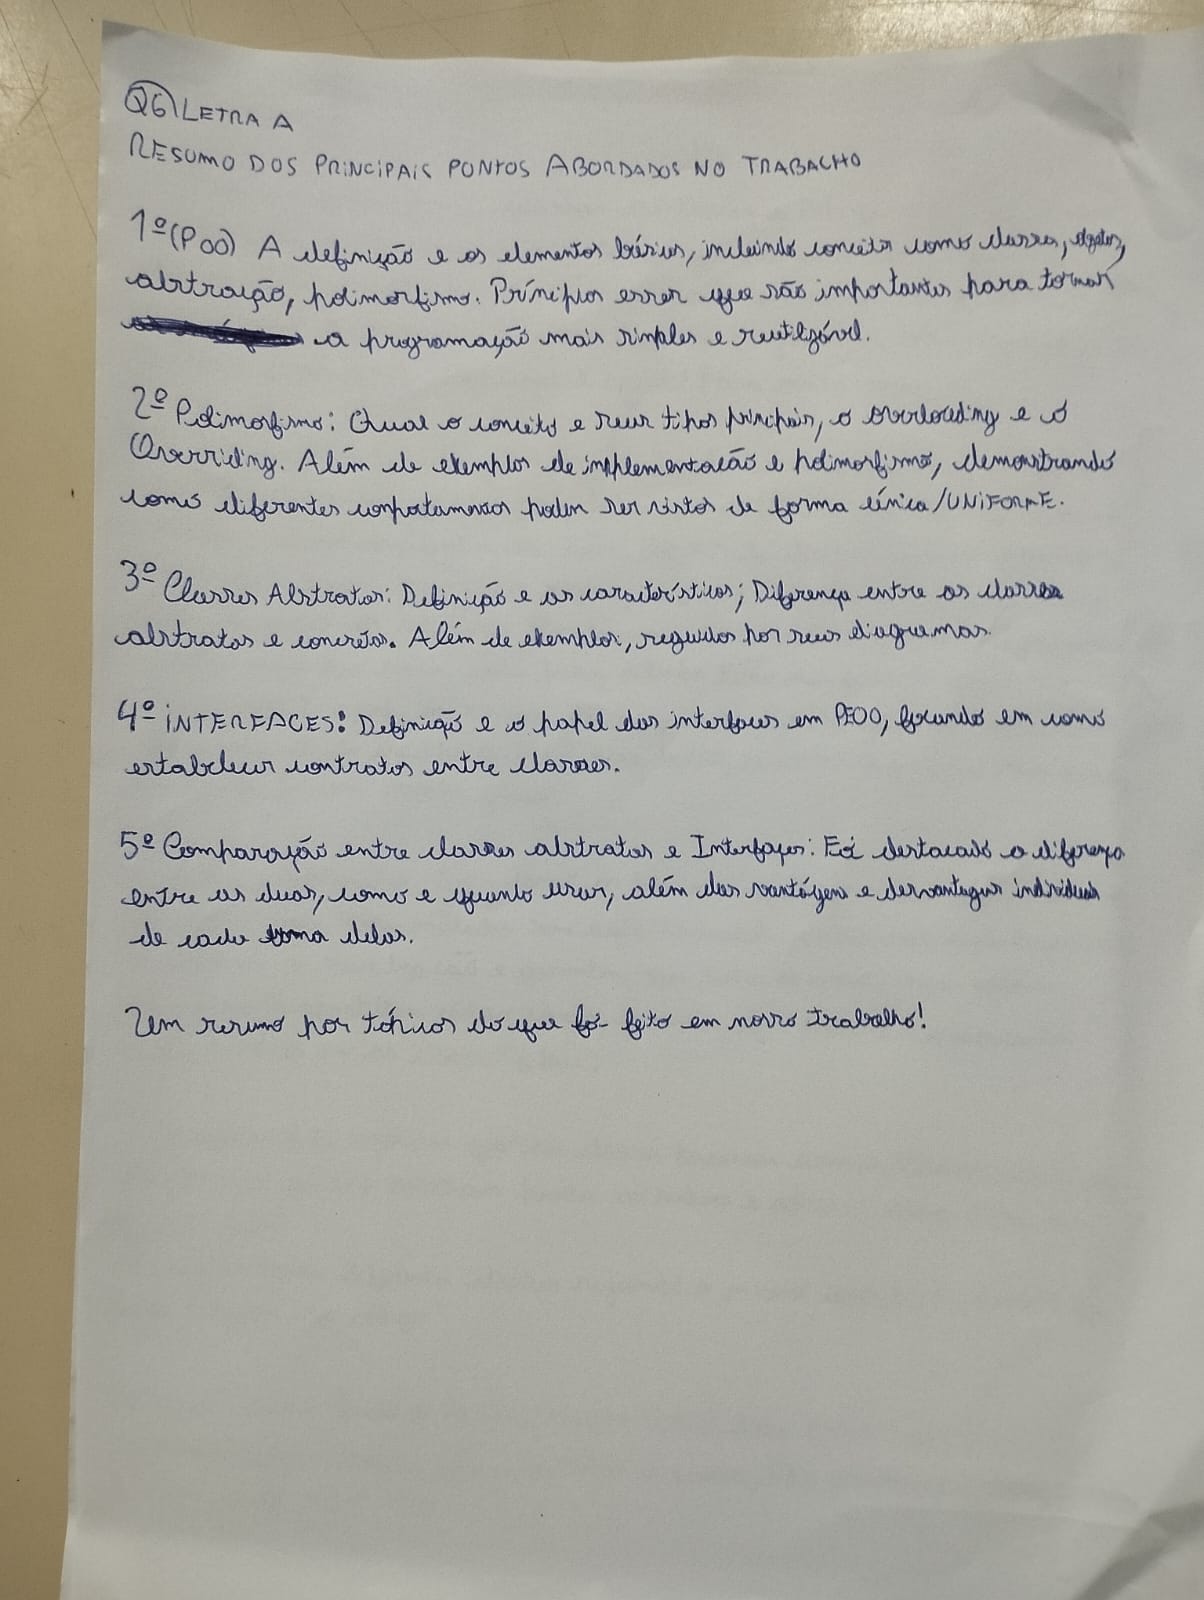 Q6) LETRA A
RESUMO DOS PRINCIPAIS PONTOS ABORDADOS NO TRABALHO
1º (POO) A definição e os elementos básicos, incluindo conceitos como classe, objetos,
abstração, polimorfismo. Príncipios esses que são importantes para tornar
a programação mais simples e reutilizável.
2º Polimorfismo: Qual o conceito e seus tipos principais, o overloading e o
Overriding. Além de exemplos de implementacão e polimorfismo, demonstrando
como diferentes comportamentos podem ser vistos de forma única/UNIFORME.
3º Classes Abstratas: Definição e as características; Diferença entre as classes
abstratas e concretas. Além de exemplos, seguidos por seus diagramas.
4º INTERFACES: Definição e o papel das interfaces em PEOO, focando em como
estabelecer contratos entre classes.
5º Comparação entre classes abstratas e Interfaces: Foi destacado a diferença
entre as duas, como e quando usar, além das vantágens e desvantagens individuais
de cada uma delas.
Um resumo por tópicos do que foi feito em nosso trabalho!